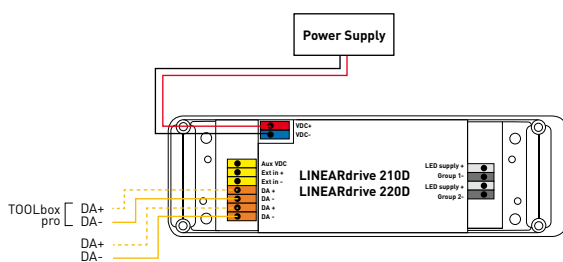 Power Supply
VDC+
VDC-
Aux VDC
Ext in +
Ext in -
DA +
DA -
DA +
DA -
LINEARdrive 210D
LINEARdrive 220D
LED supply +
Group 1-
LED supply +
Group 2-
TOOLbox
pro
DA+
DA-
DA+
DA-